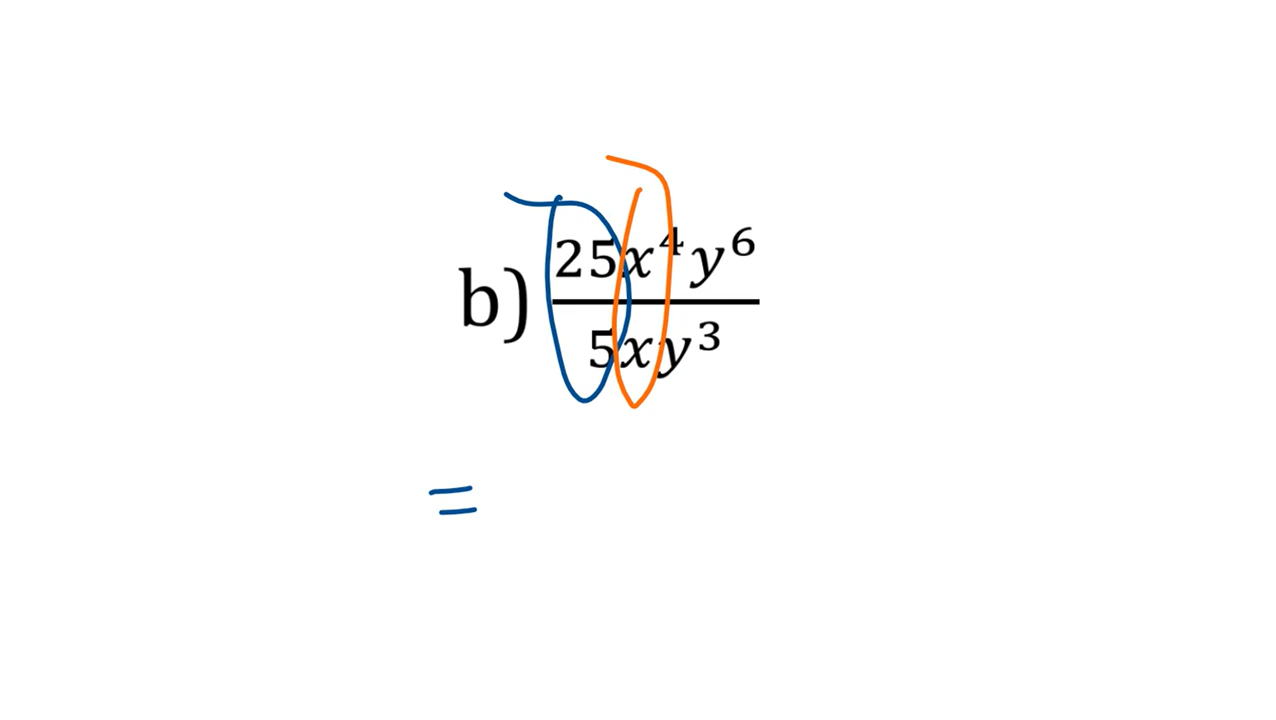 b) 25x⁴y⁶
5xy³
=